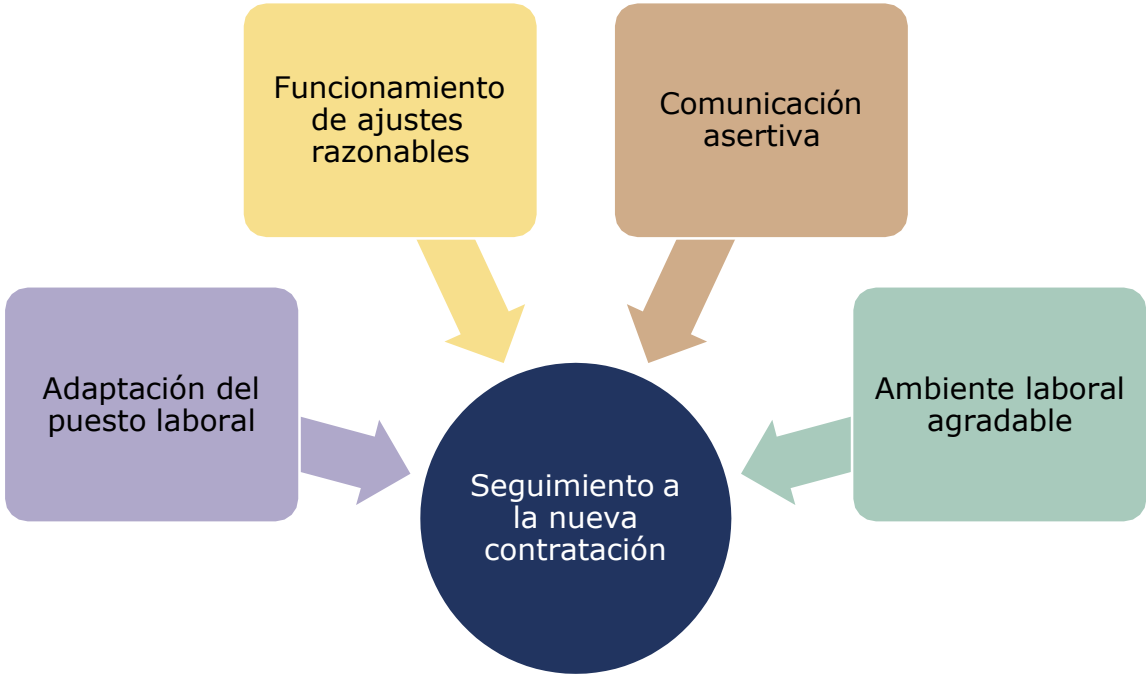 Funcionamiento
de ajustes
razonables
Comunicación
asertiva
Adaptación del
puesto laboral
Ambiente laboral
agradable
Seguimiento a
la nueva
contratación